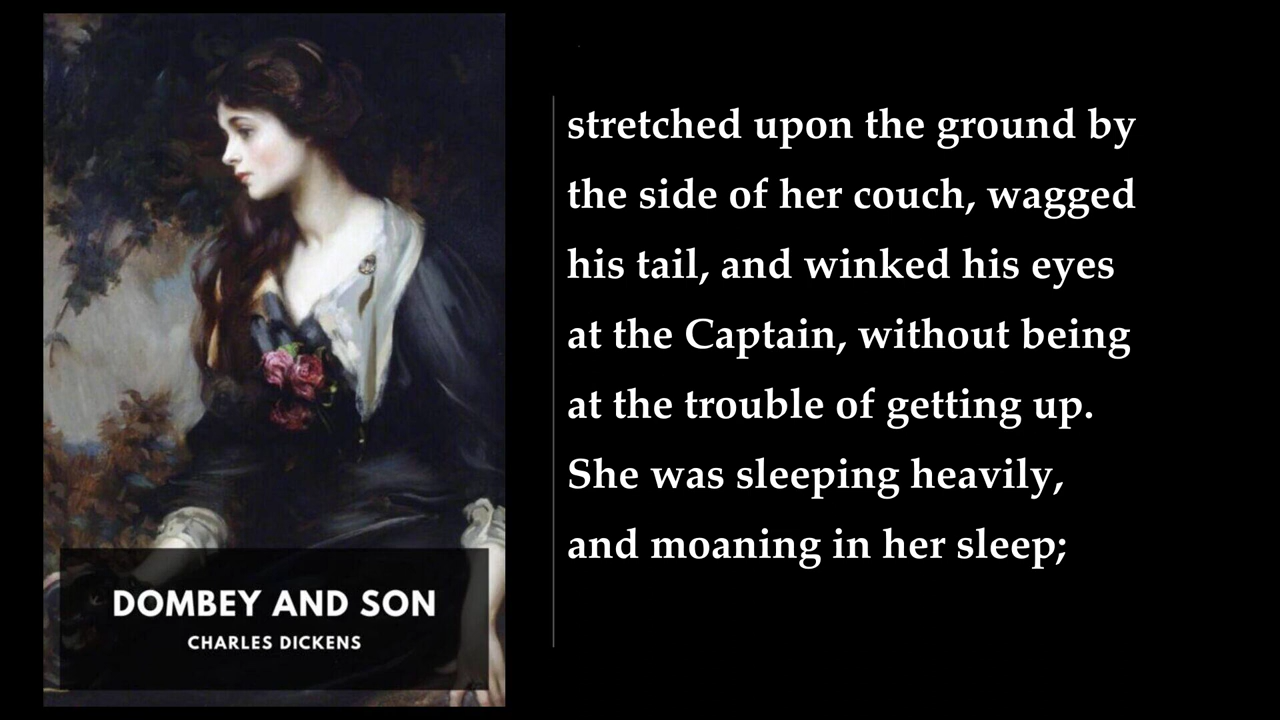 stretched upon the ground by
the side of her couch, wagged
his tail, and winked his eyes
at the Captain, without being
at the trouble of getting up.
She was sleeping heavily,
and moaning in her sleep;
DOMBEY AND SON
CHARLES DICKENS